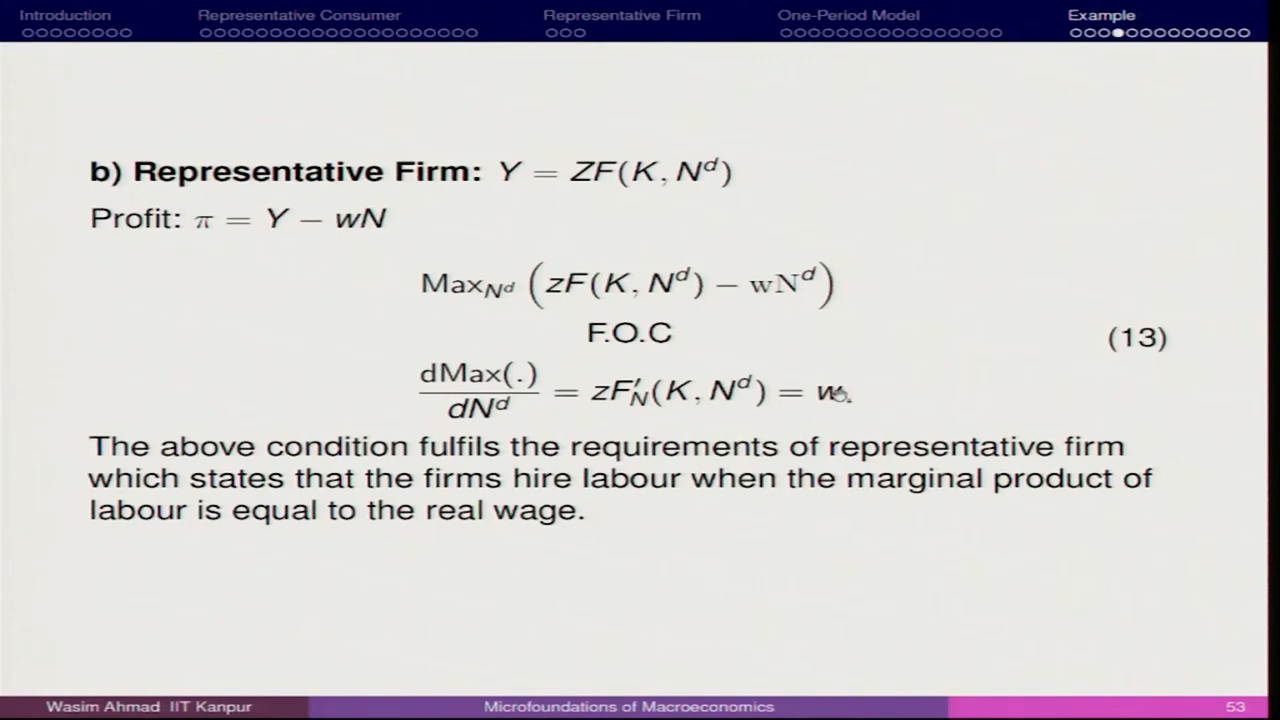 Introduction Representative Consumer Representative Firm One-Period Model Example
b) Representative Firm: Y = ZF(K, N^d)
Profit: π = Y − wN
Max_{N^d} (zF(K, N^d) − wN^d)
F.O.C
(13)
dMax(.)/dN^d = zF′_N(K, N^d) = w.
The above condition fulfils the requirements of representative firm
which states that the firms hire labour when the marginal product of
labour is equal to the real wage.
Wasim Ahmad IIT Kanpur Microfoundations of Macroeconomics 53